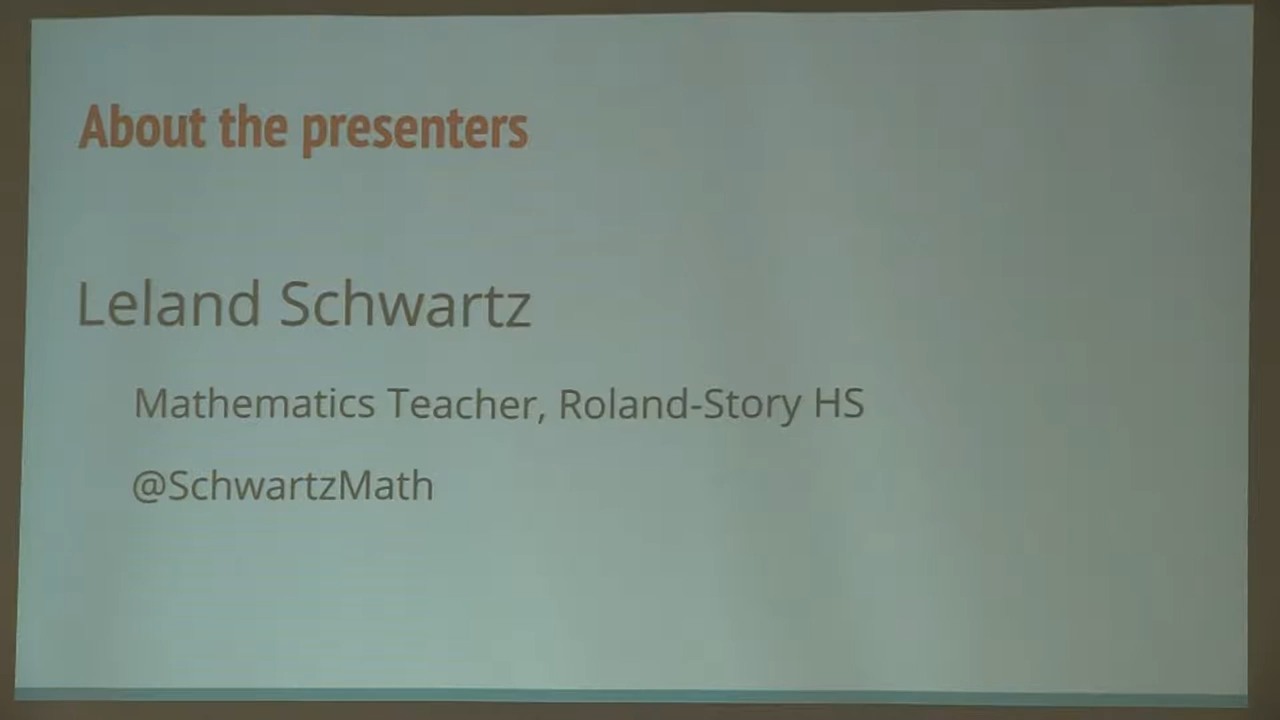 About the presenters
Leland Schwartz
Mathematics Teacher, Roland-Story HS
@SchwartzMath